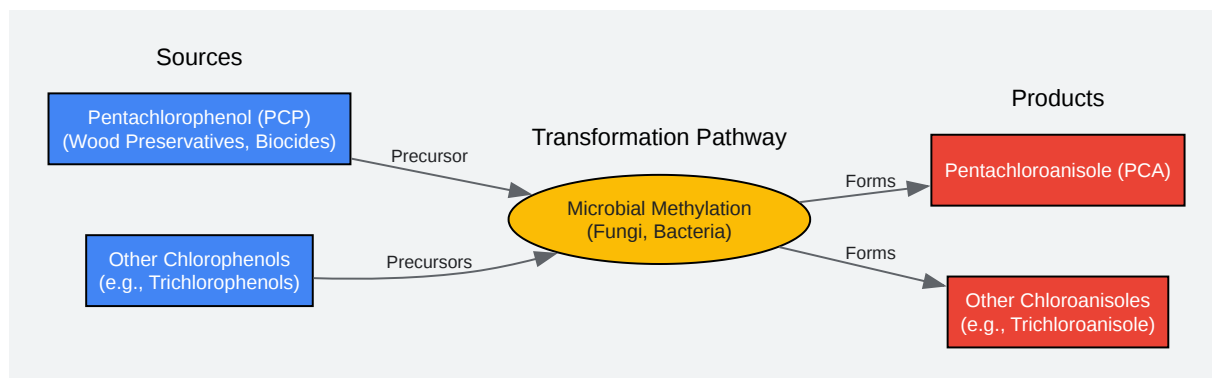 Sources
Pentachlorophenol (PCP)
(Wood Preservatives, Biocides)
Precursor
Other Chlorophenols
(e.g., Trichlorophenols)
Precursors
Transformation Pathway
Microbial Methylation
(Fungi, Bacteria)
Products
Forms
Pentachloroanisole (PCA)
Forms
Other Chloroanisoles
(e.g., Trichloroanisole)